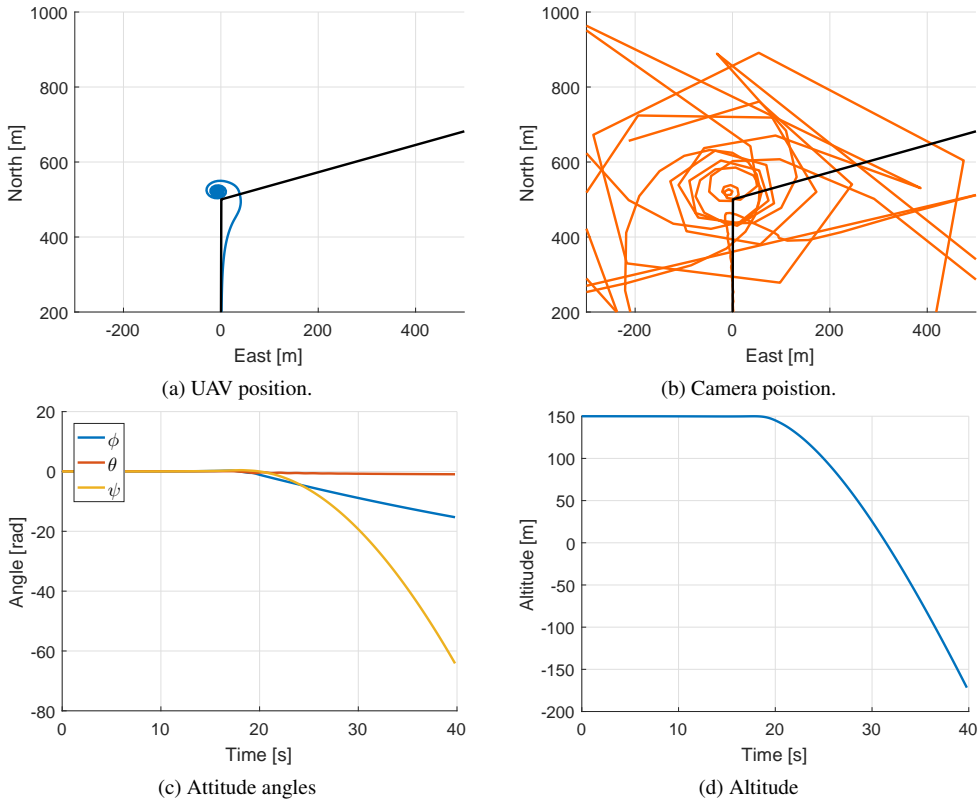 1000
800
600
400
200
North [m]
-200
0
200
400
East [m]
(a) UAV position.
1000
800
600
400
200
North [m]
-200
0
200
400
East [m]
(b) Camera poistion.
20
0
-20
-40
-60
-80
Angle [rad]
ϕ
θ
ψ
0
10
20
30
40
Time [s]
(c) Attitude angles
150
100
50
0
-50
-100
-150
-200
Altitude [m]
0
10
20
30
40
Time [s]
(d) Altitude